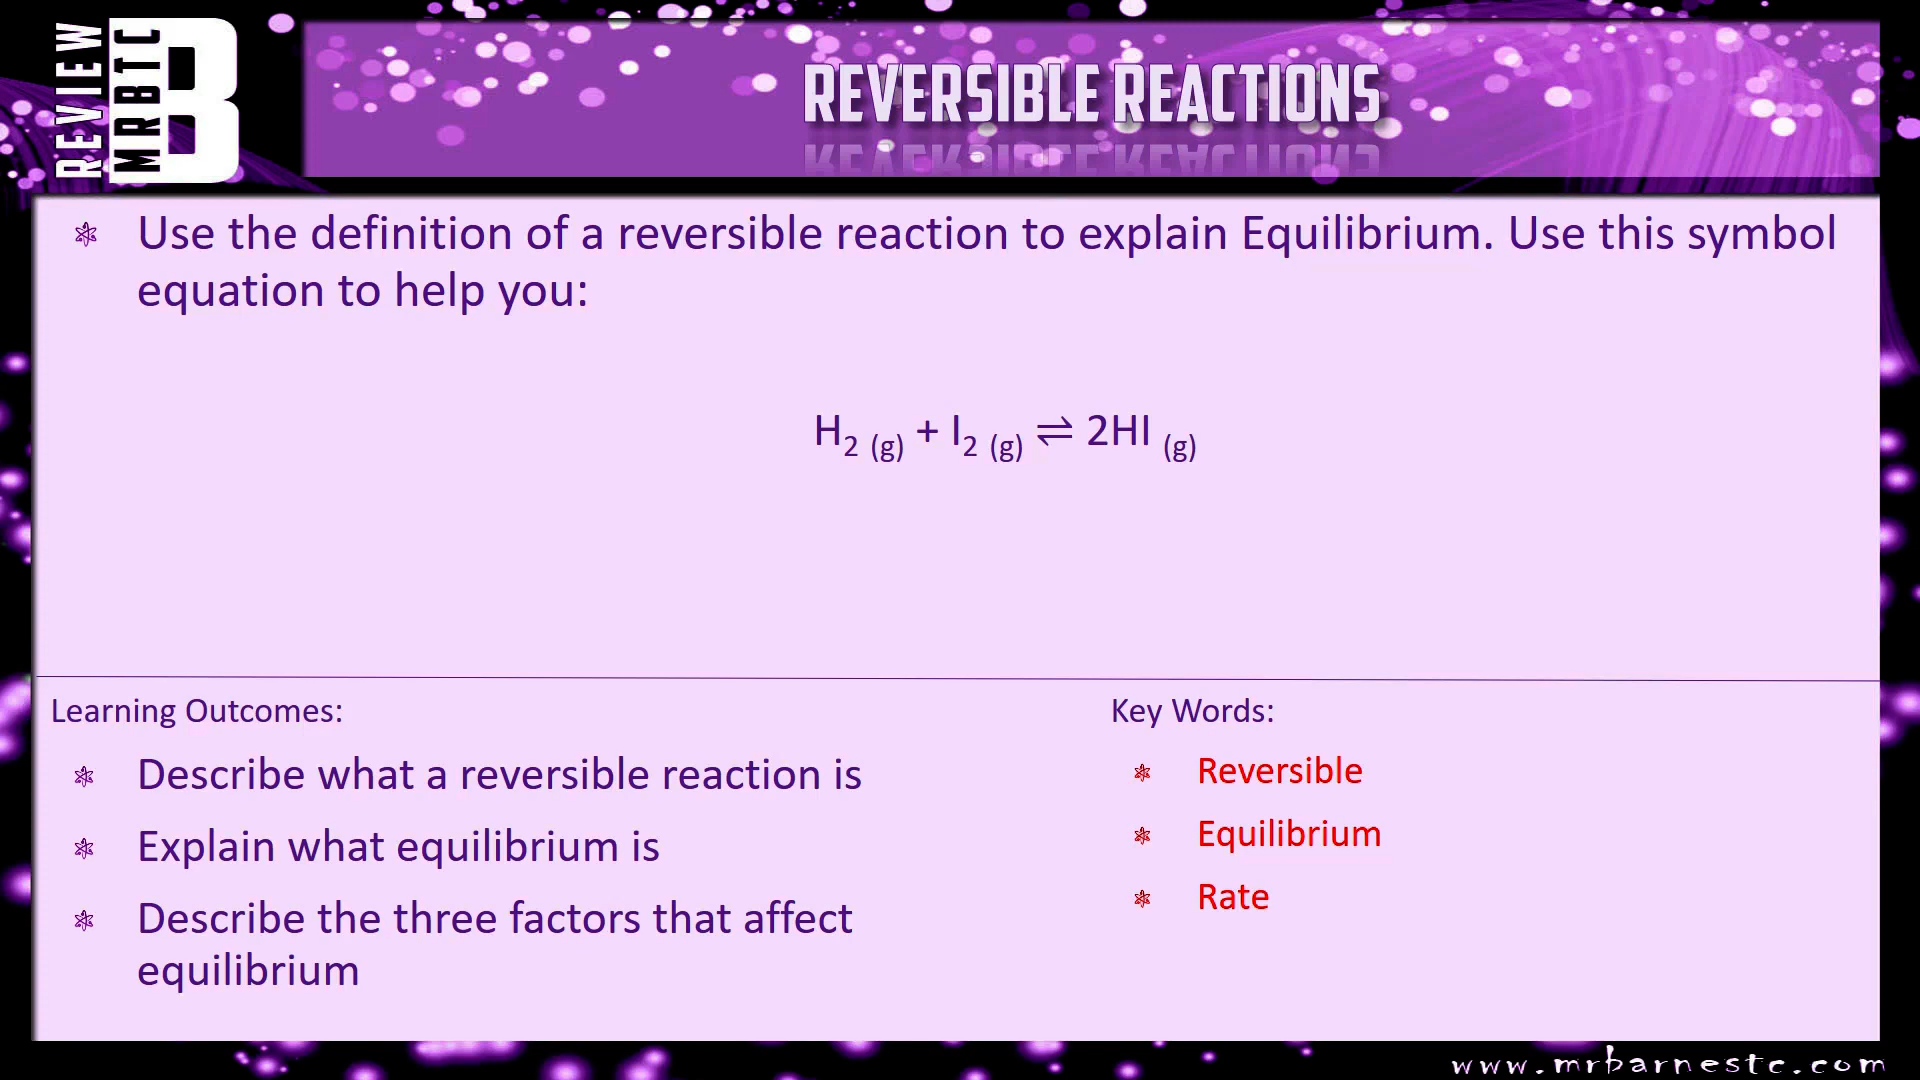 REVIEW
MRBTC
B
REVERSIBLE REACTIONS
Use the definition of a reversible reaction to explain Equilibrium. Use this symbol
equation to help you:
H₂ (g) + I₂ (g) ⇌ 2HI (g)
Learning Outcomes:
Describe what a reversible reaction is
Explain what equilibrium is
Describe the three factors that affect
equilibrium
Key Words:
Reversible
Equilibrium
Rate
www.mrbarnestc.com